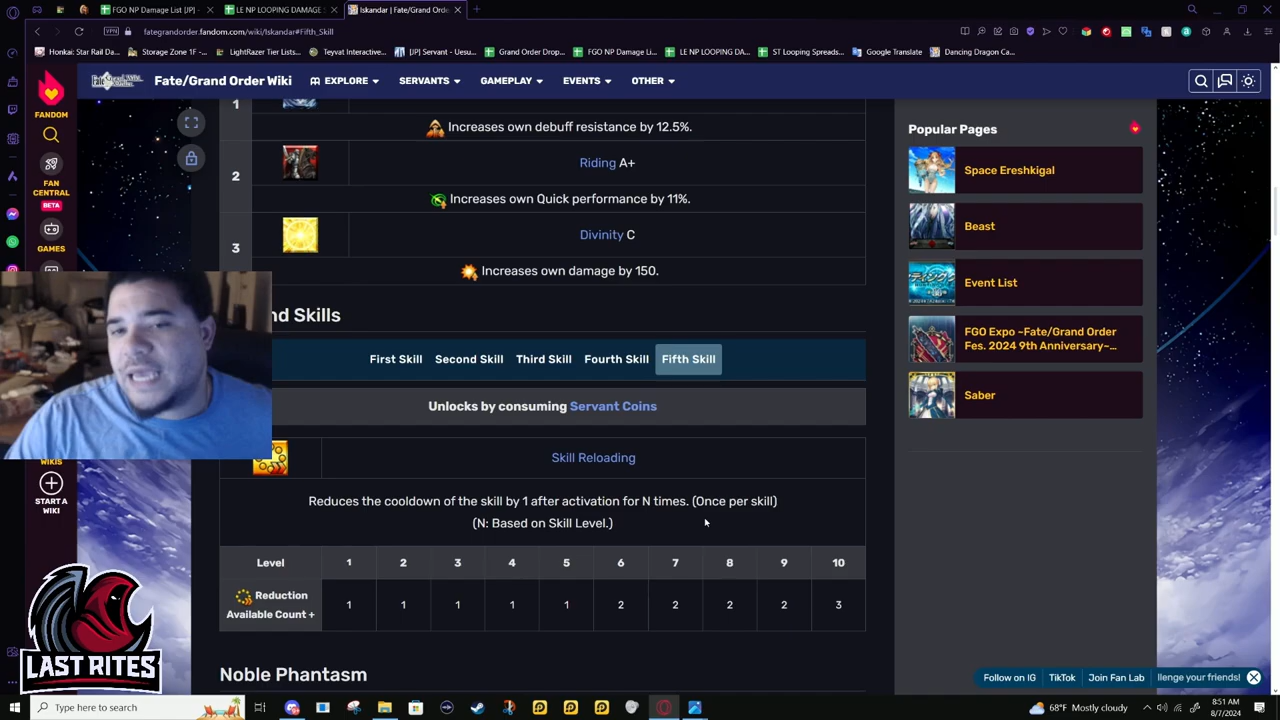 FGO NP Damage List [JP] -
LE NP LOOPING DAMAGE
Iskandar | Fate/Grand Ord
VPN
fategrandorder.fandom.com/wiki/Iskandar#Fifth_Skill
Honkai: Star Rail Da...
Storage Zone 1F -...
LightRazer Tier Lists...
Teyvat Interactive...
[JP] Servant - Uesu...
Grand Order Drop...
FGO NP Damage Li...
LE NP LOOPING DA...
ST Looping Spreads...
Google Translate
Dancing Dragon Ca...
FANDOM
FAN
CENTRAL
BETA
GAMES
WIKIS
START A
WIKI
Fate/Grand Order Wiki
EXPLORE
SERVANTS
GAMEPLAY
EVENTS
OTHER
1
Increases own debuff resistance by 12.5%.
2
Riding A+
Increases own Quick performance by 11%.
3
Divinity C
Increases own damage by 150.
nd Skills
First Skill
Second Skill
Third Skill
Fourth Skill
Fifth Skill
Unlocks by consuming Servant Coins
Skill Reloading
Reduces the cooldown of the skill by 1 after activation for N times. (Once per skill)
(N: Based on Skill Level.)
Level 1 2 3 4 5 6 7 8 9 10
Reduction
Available Count + 1 1 1 1 1 2 2 2 2 3
Noble Phantasm
Popular Pages
Space Ereshkigal
Beast
Event List
FGO Expo ~Fate/Grand Order
Fes. 2024 9th Anniversary~...
Saber
Follow on IG
TikTok
Join Fan Lab
llenge your friends!
LAST RITES
Type here to search
68°F Mostly cloudy
8:51 AM
8/7/2024